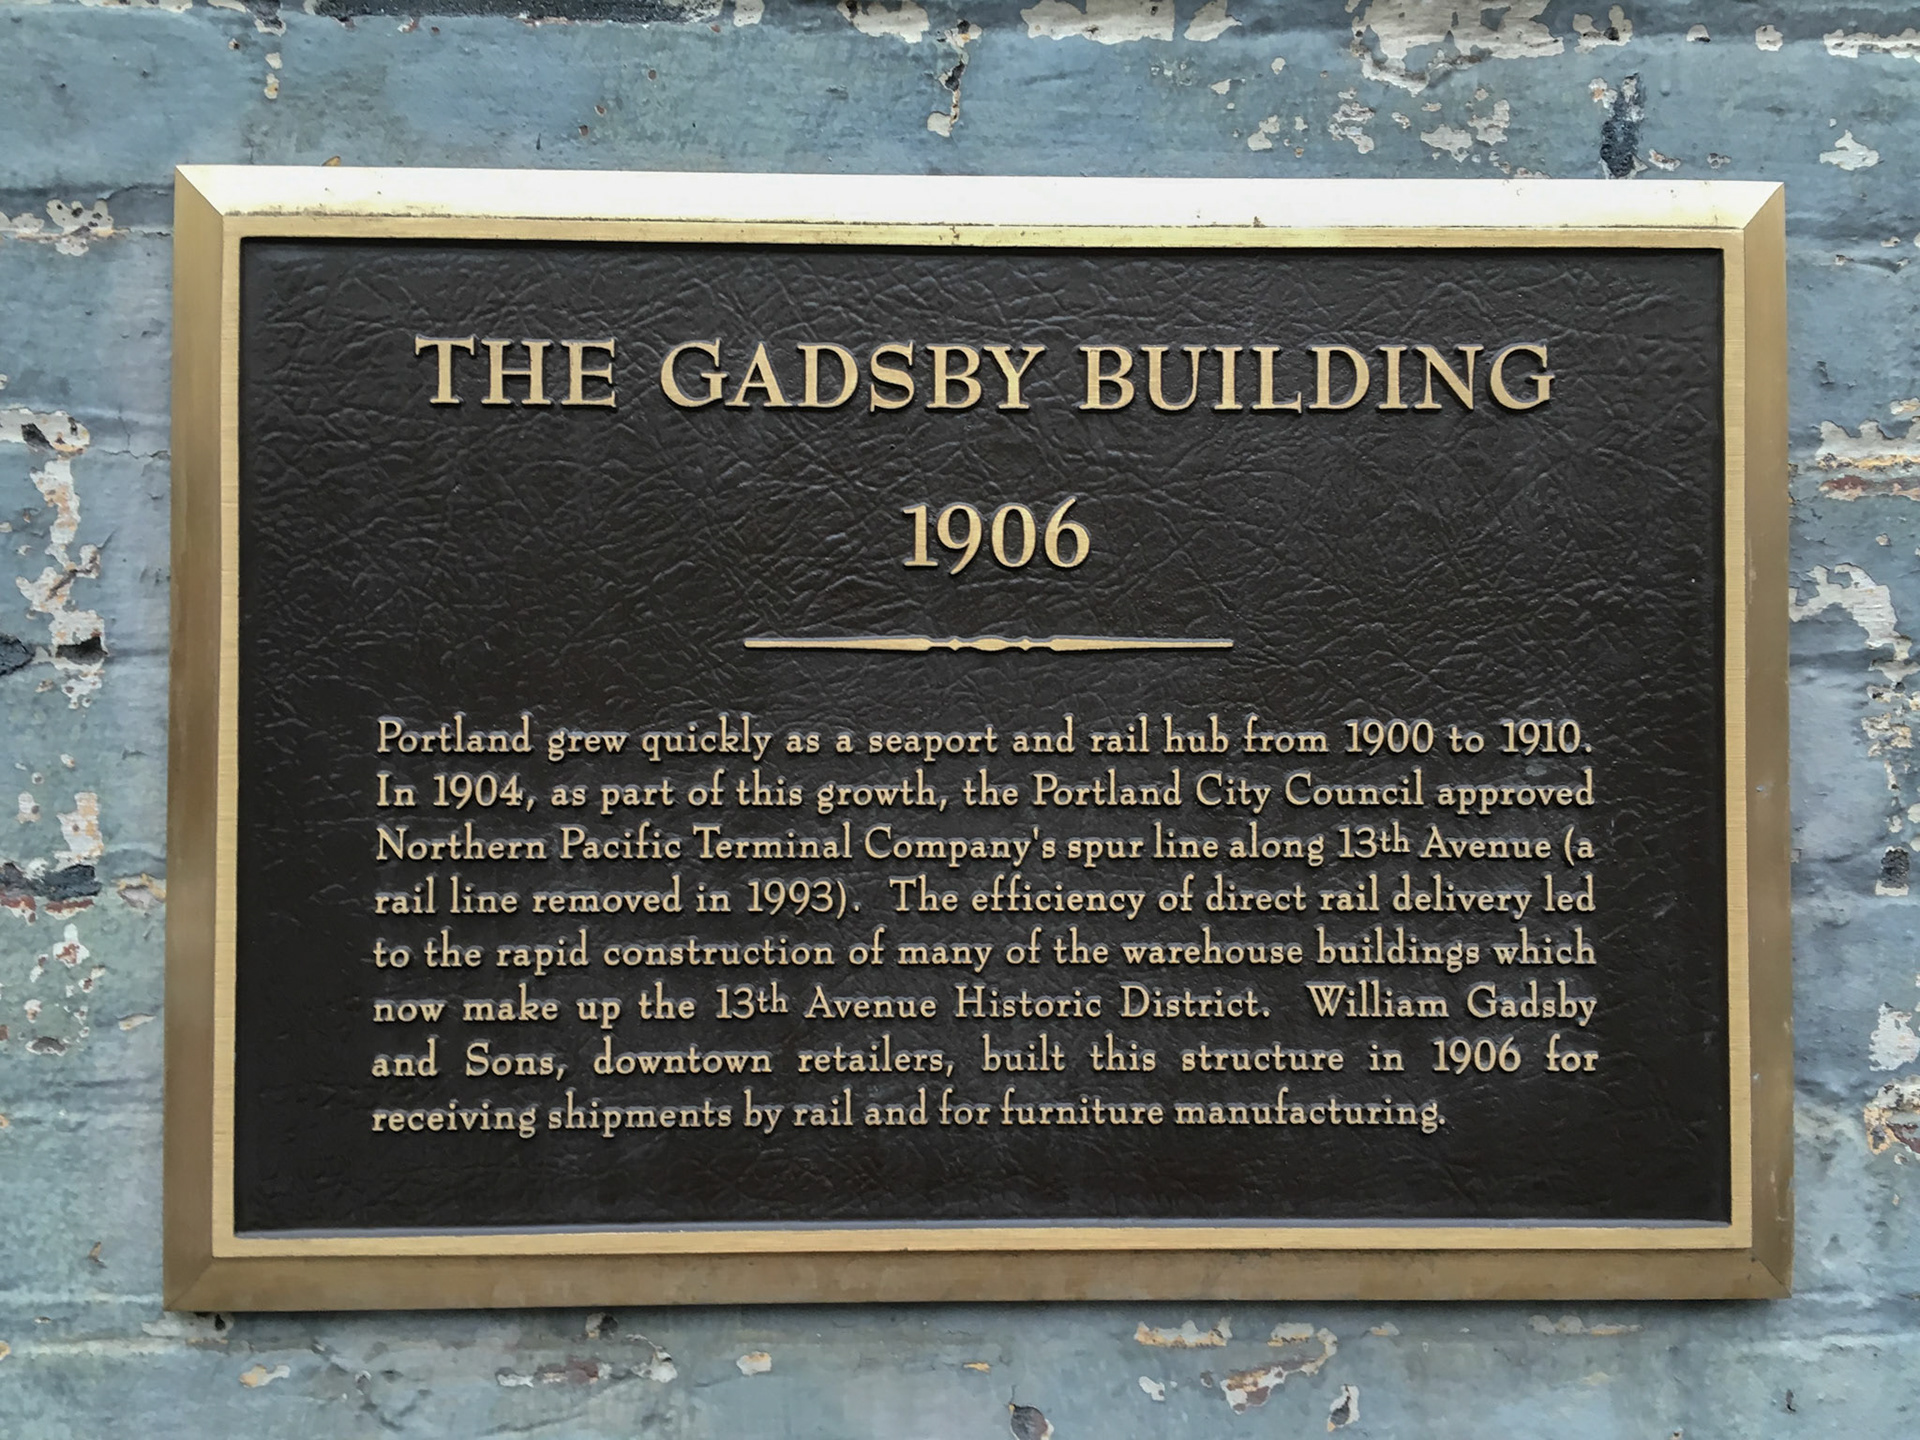 THE GADSBY BUILDING
1906
Portland grew quickly as a seaport and rail hub from 1900 to 1910.
In 1904, as part of this growth, the Portland City Council approved
Northern Pacific Terminal Company's spur line along 13th Avenue (a
rail line removed in 1993).  The efficiency of direct rail delivery led
to the rapid construction of many of the warehouse buildings which
now make up the 13th Avenue Historic District.  William Gadsby
and Sons, downtown retailers, built this structure in 1906 for
receiving shipments by rail and for furniture manufacturing.